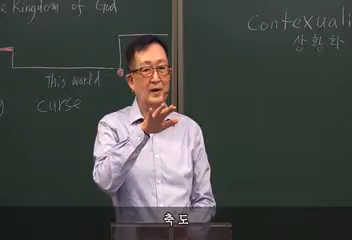 Kingdom of God
Contexuali
상황화
This world
curse
축 도